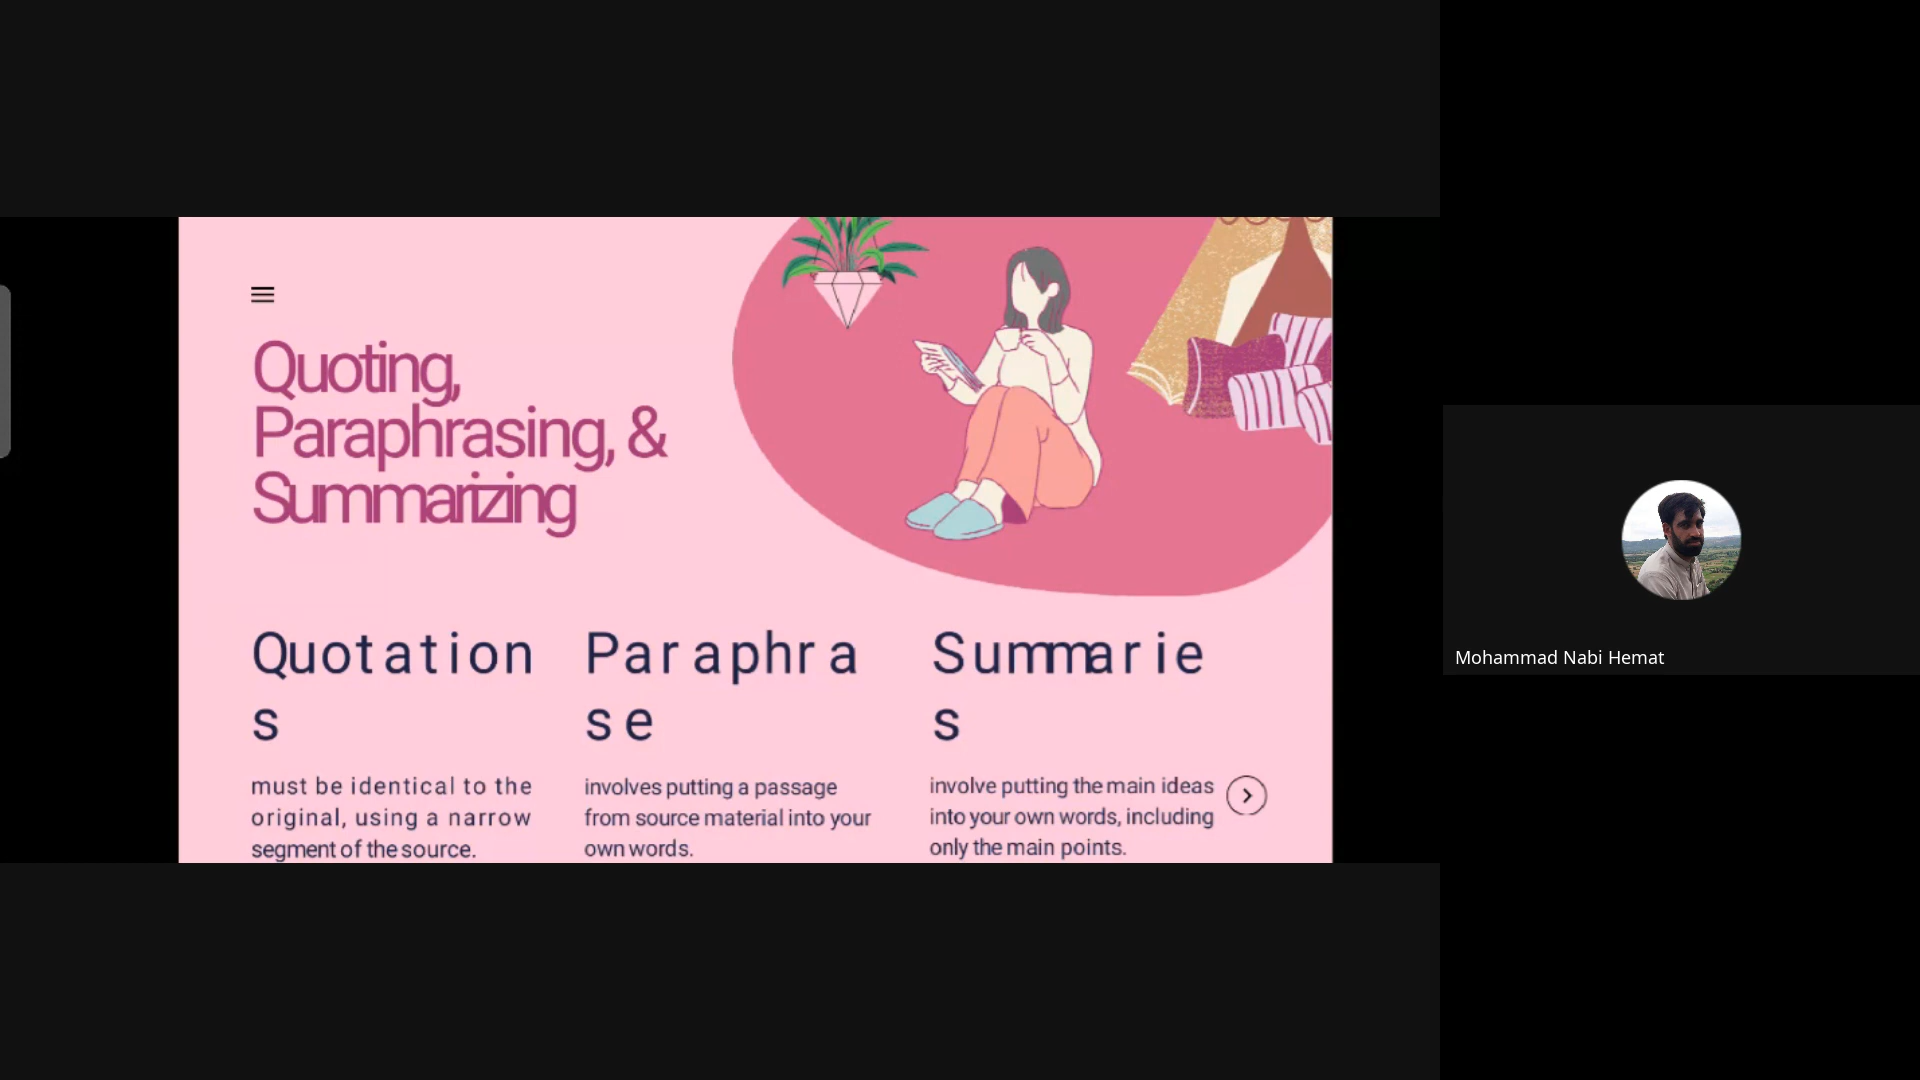 Quoting,
Paraphrasing, &
Summarizing
Quotation
s
must be identical to the
original, using a narrow
segment of the source.
Paraphra
se
involves putting a passage
from source material into your
own words.
Summarie
s
involve putting the main ideas
into your own words, including
only the main points.
Mohammad Nabi Hemat